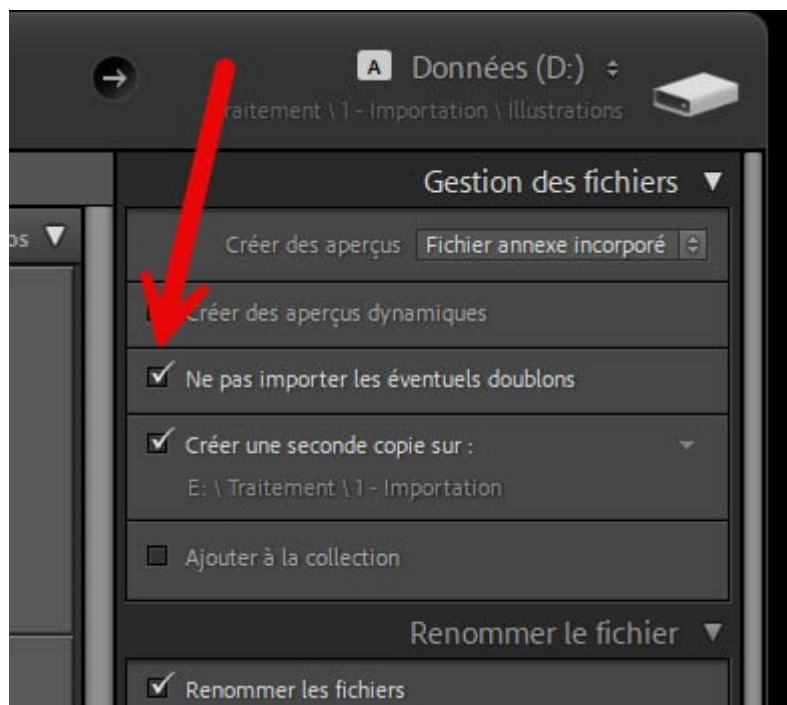 A Données (D:)
raitement \ 1 - Importation \ Illustrations
Gestion des fichiers
os
Créer des aperçus Fichier annexe incorporé
Créer des aperçus dynamiques
Ne pas importer les éventuels doublons
Créer une seconde copie sur :
E: \ Traitement \ 1 - Importation
Ajouter à la collection
Renommer le fichier
Renommer les fichiers